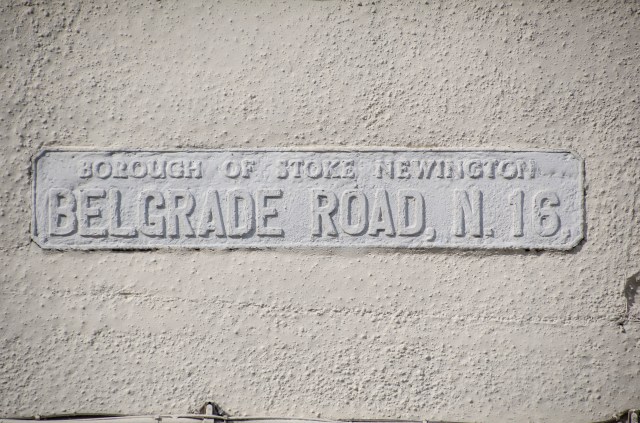 BOROUGH OF STOKE NEWINGTON
BELGRADE ROAD, N.16.